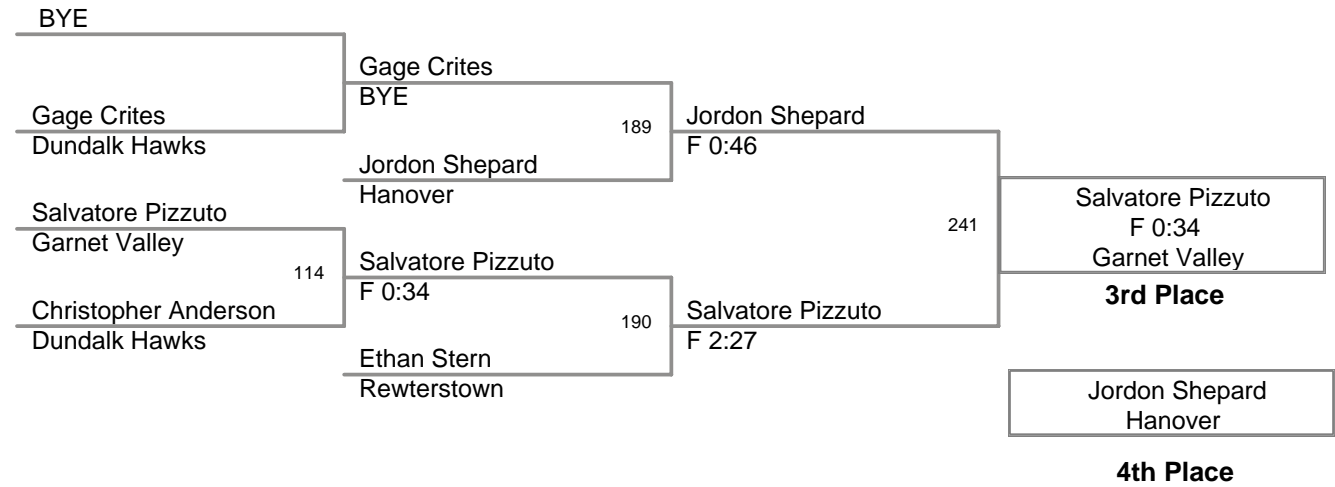 BYE
Gage Crites
BYE
Gage Crites
Dundalk Hawks
189
Jordon Shepard
F 0:46
Jordon Shepard
Hanover
Salvatore Pizzuto
Garnet Valley
114
Salvatore Pizzuto
F 0:34
Christopher Anderson
Dundalk Hawks
190
Salvatore Pizzuto
F 2:27
Ethan Stern
Rewterstown
241
Salvatore Pizzuto
F 0:34
Garnet Valley
3rd Place
Jordon Shepard
Hanover
4th Place